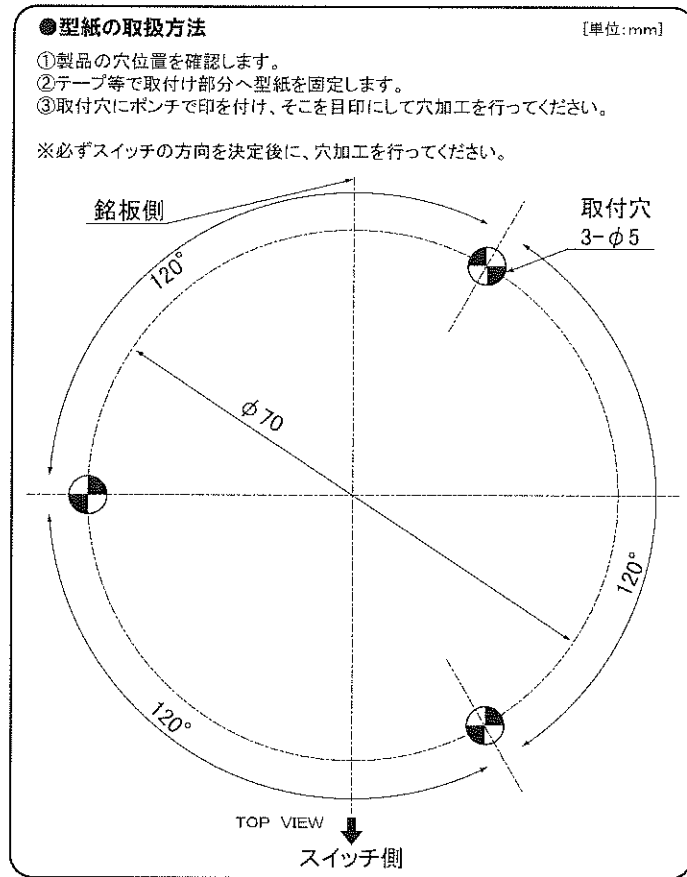 ●型紙の取扱方法
[単位:mm]
①製品の穴位置を確認します。
②テープ等で取付け部分へ型紙を固定します。
③取付穴にポンチで印を付け、そこを目印にして穴加工を行ってください。
※必ずスイッチの方向を決定後に、穴加工を行ってください。
銘板側
取付穴
3-φ5
120°
φ70
120°
120°
TOP VIEW
スイッチ側